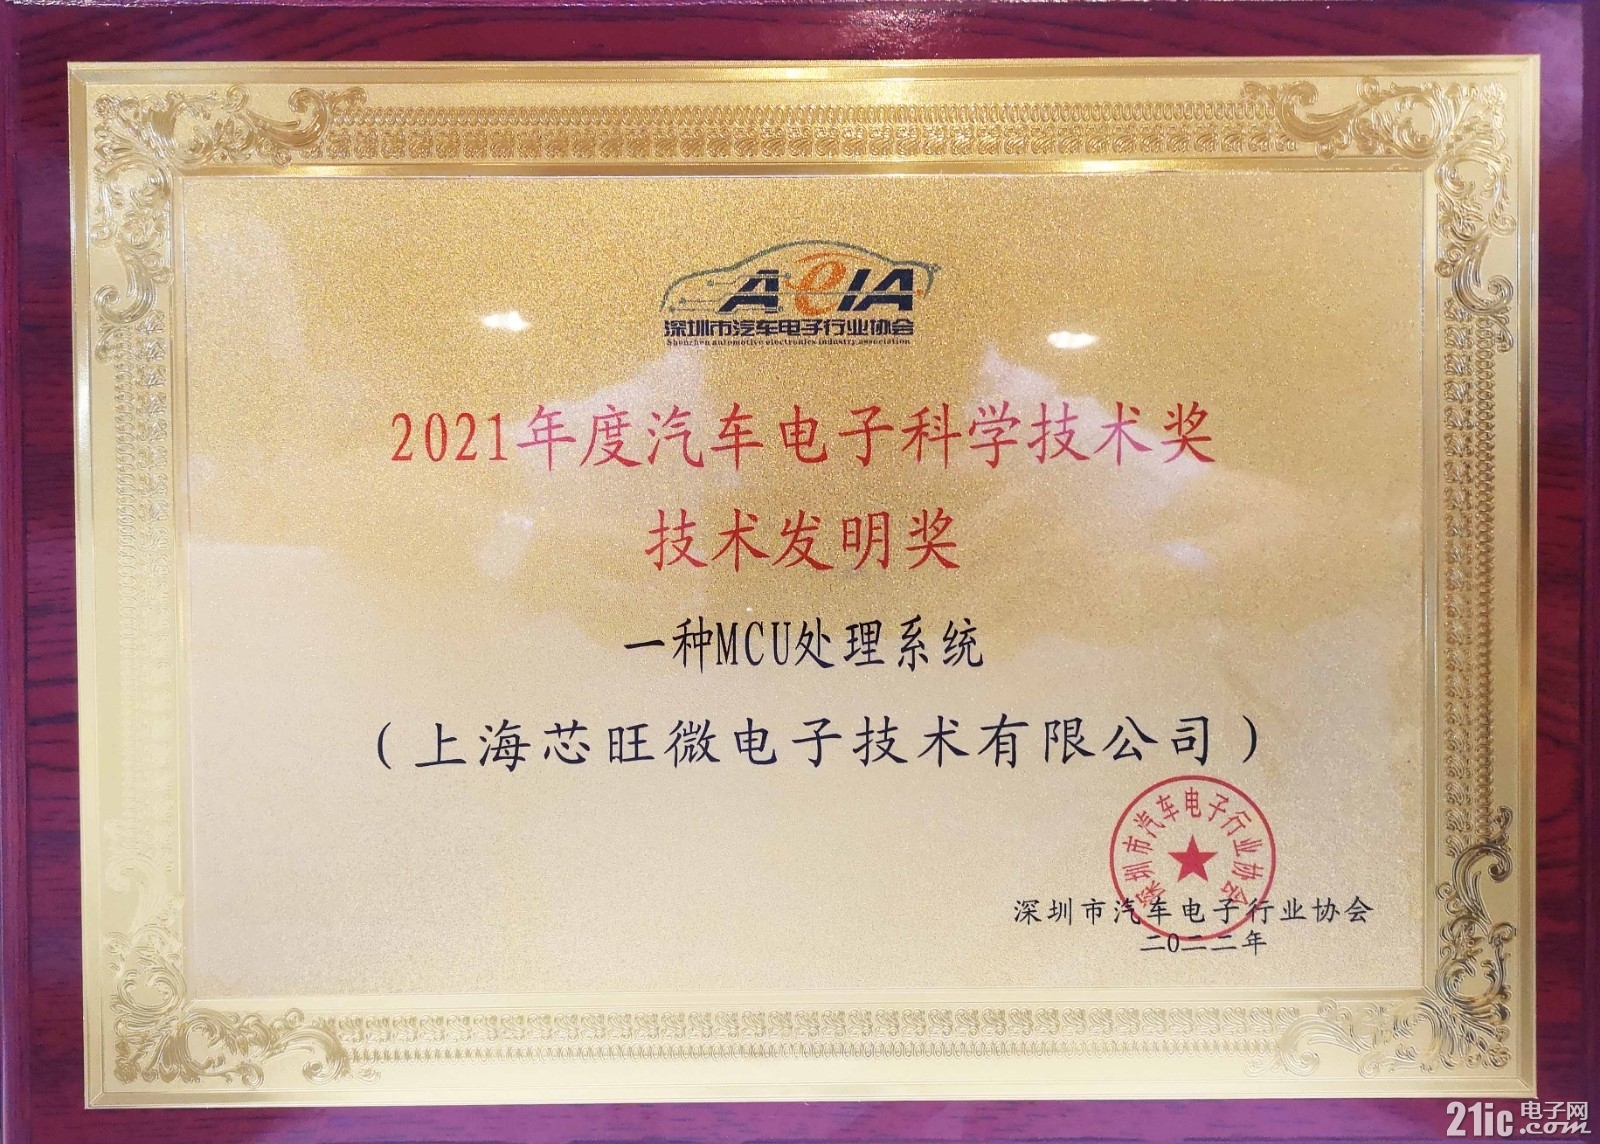 AeIA
深圳市汽车电子行业协会
Shenzhen automotive electronics industry association
2021年度汽车电子科学技术奖
技术发明奖
一种MCU处理系统
（上海芯旺微电子技术有限公司）
深圳市汽车电子行业协会
深圳市汽车电子行业协会
二0二二年
21ic电子网
.com